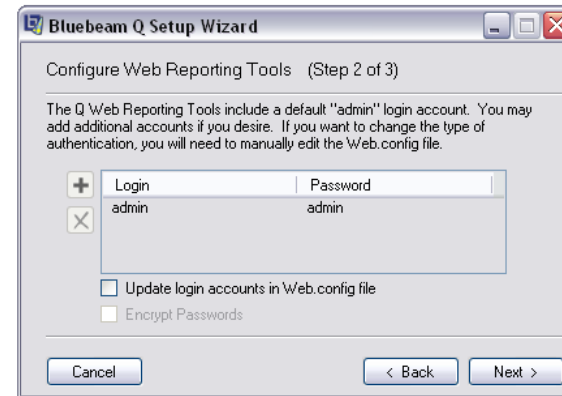 Bluebeam Q Setup Wizard
Configure Web Reporting Tools (Step 2 of 3)
The Q Web Reporting Tools include a default "admin" login account. You may
add additional accounts if you desire. If you want to change the type of
authentication, you will need to manually edit the Web.config file.
Login Password
admin admin
Update login accounts in Web.config file
Encrypt Passwords
Cancel < Back Next >